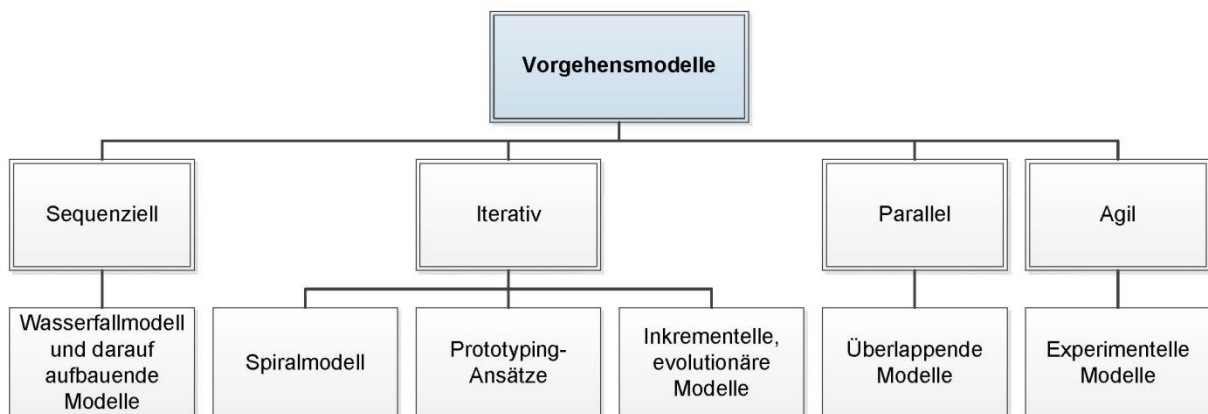 Vorgehensmodelle
Sequenziell
Iterativ
Parallel
Agil
Wasserfallmodell
und darauf
aufbauende
Modelle
Spiralmodell
Prototyping-
Ansätze
Inkrementelle,
evolutionäre
Modelle
Überlappende
Modelle
Experimentelle
Modelle